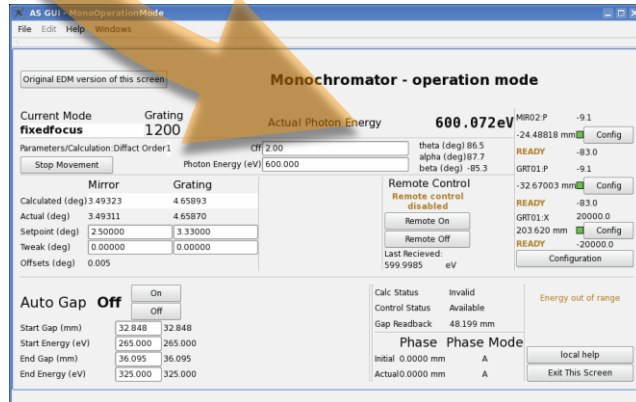 AS GUI - MonoOperationMode
File Edit Help Windows
Original EDM version of this screen
Monochromator - operation mode
Current Mode
fixedfocus
Grating
1200
Actual Photon Energy 600.072eV
Parameters/Calculation:Diffact Order1
Cff 2.00
Stop Movement
Photon Energy (eV) 600.000
theta (deg) 86.5
alpha (deg) 87.7
beta (deg) -85.3
Mirror Grating
Calculated (deg) 3.49323 4.65893
Actual (deg) 3.49311 4.65870
Setpoint (deg) 2.50000 3.33000
Tweak (deg) 0.00000 0.00000
Offsets (deg) 0.005
Remote Control
Remote control
disabled
Remote On
Remote Off
Last Recieved:
599.9985 eV
MIR02:P -9.1
-24.48818 mm Config
READY -83.0
GRT01:P -9.1
-32.67003 mm Config
READY -83.0
GRT01:X 20000.0
203.620 mm Config
READY -20000.0
Configuration
Auto Gap Off
On
Off
Start Gap (mm) 32.848 32.848
Start Energy (eV) 265.000 265.000
End Gap (mm) 36.095 36.095
End Energy (eV) 325.000 325.000
Calc Status Invalid
Control Status Available
Gap Readback 48.199 mm
Phase Phase Mode
Initial 0.0000 mm A
Actual 0.0000 mm A
Energy out of range
local help
Exit This Screen